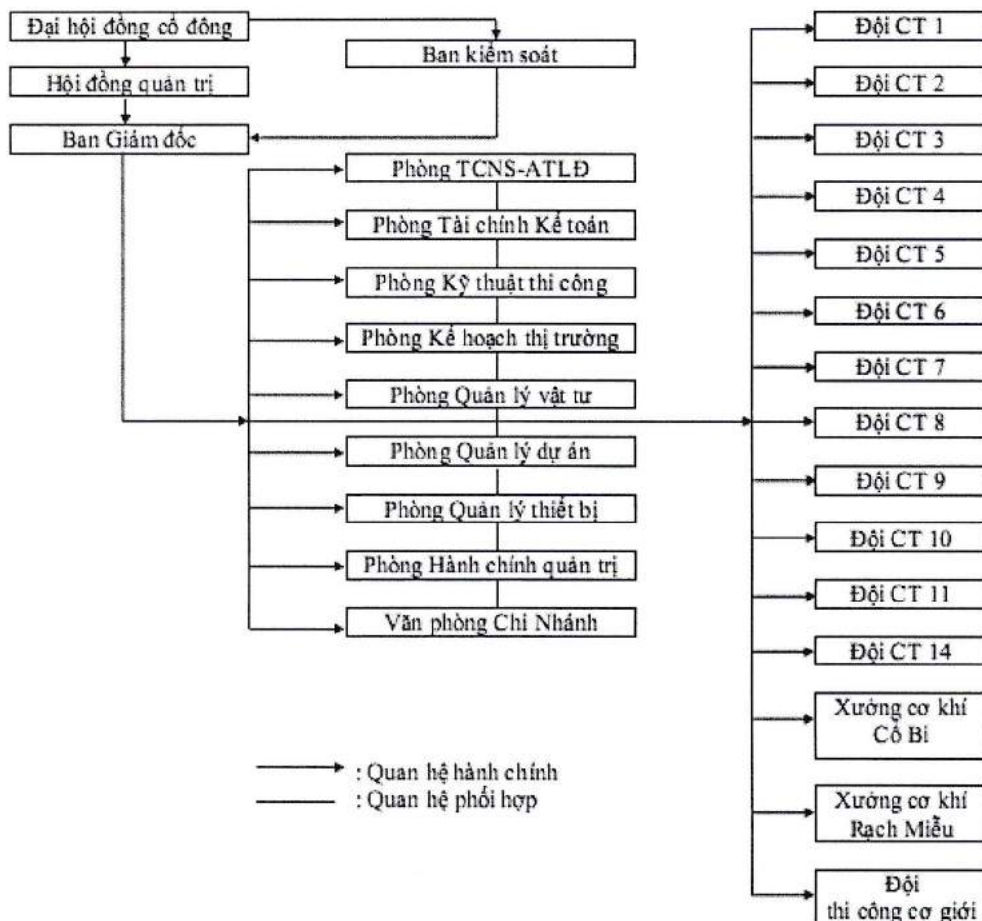 Đại hội đồng cổ đông
Hội đồng quản trị
Ban Giám đốc
Ban kiểm soát
Phòng TCNS-ATLĐ
Phòng Tài chính Kế toán
Phòng Kỹ thuật thi công
Phòng Kế hoạch thị trường
Phòng Quản lý vật tư
Phòng Quản lý dự án
Phòng Quản lý thiết bị
Phòng Hành chính quản trị
Văn phòng Chi Nhánh
Đội CT 1
Đội CT 2
Đội CT 3
Đội CT 4
Đội CT 5
Đội CT 6
Đội CT 7
Đội CT 8
Đội CT 9
Đội CT 10
Đội CT 11
Đội CT 14
Xưởng cơ khí
Cổ Bi
Xưởng cơ khí
Rạch Miễu
Đội
thi công cơ giới
: Quan hệ hành chính
: Quan hệ phối hợp